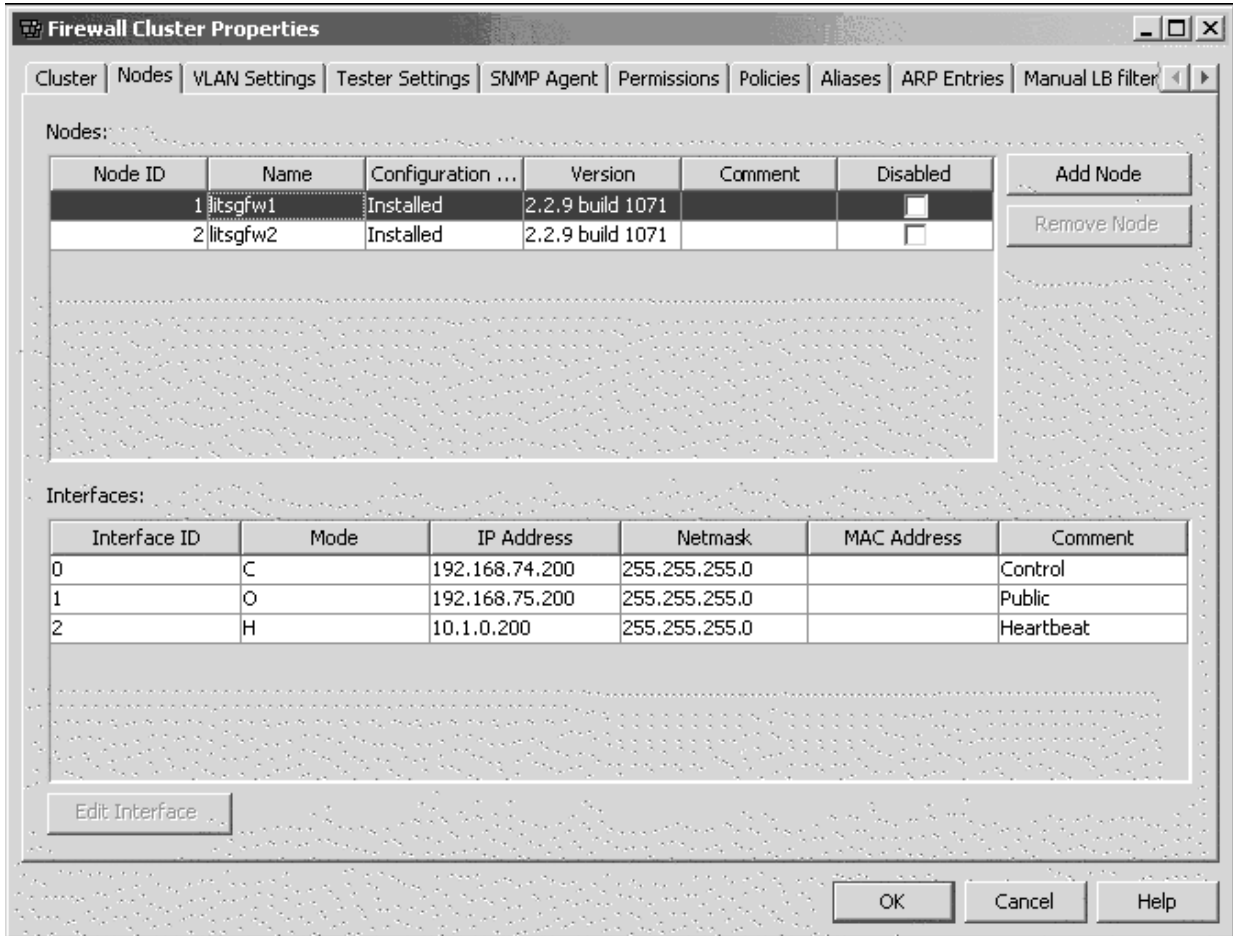 Firewall Cluster Properties
Cluster Nodes VLAN Settings Tester Settings SNMP Agent Permissions Policies Aliases ARP Entries Manual LB filter
Nodes:
Node ID Name Configuration ... Version Comment Disabled
1 litsgfw1 Installed 2.2.9 build 1071
2 litsgfw2 Installed 2.2.9 build 1071
Add Node
Remove Node
Interfaces:
Interface ID Mode IP Address Netmask MAC Address Comment
0 C 192.168.74.200 255.255.255.0 Control
1 O 192.168.75.200 255.255.255.0 Public
2 H 10.1.0.200 255.255.255.0 Heartbeat
Edit Interface
OK Cancel Help